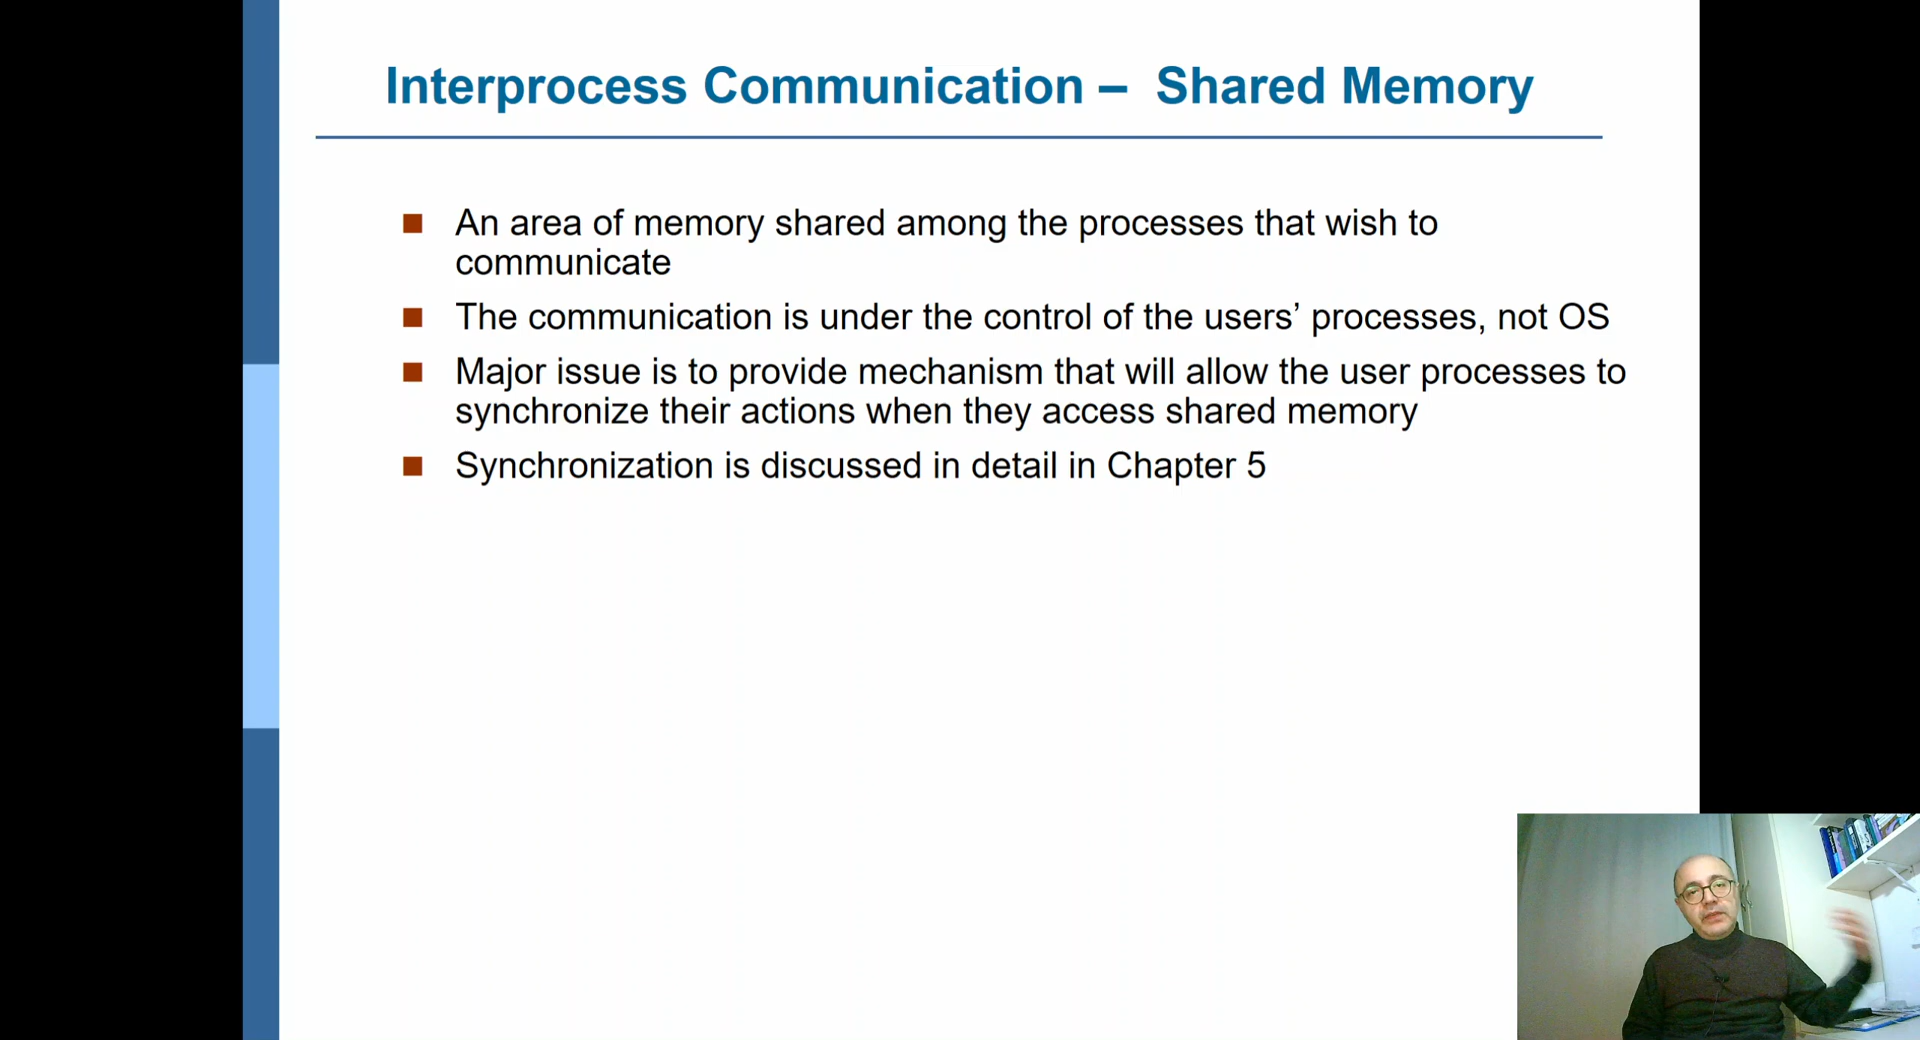 Interprocess Communication – Shared Memory
An area of memory shared among the processes that wish to
communicate
The communication is under the control of the users’ processes, not OS
Major issue is to provide mechanism that will allow the user processes to
synchronize their actions when they access shared memory
Synchronization is discussed in detail in Chapter 5